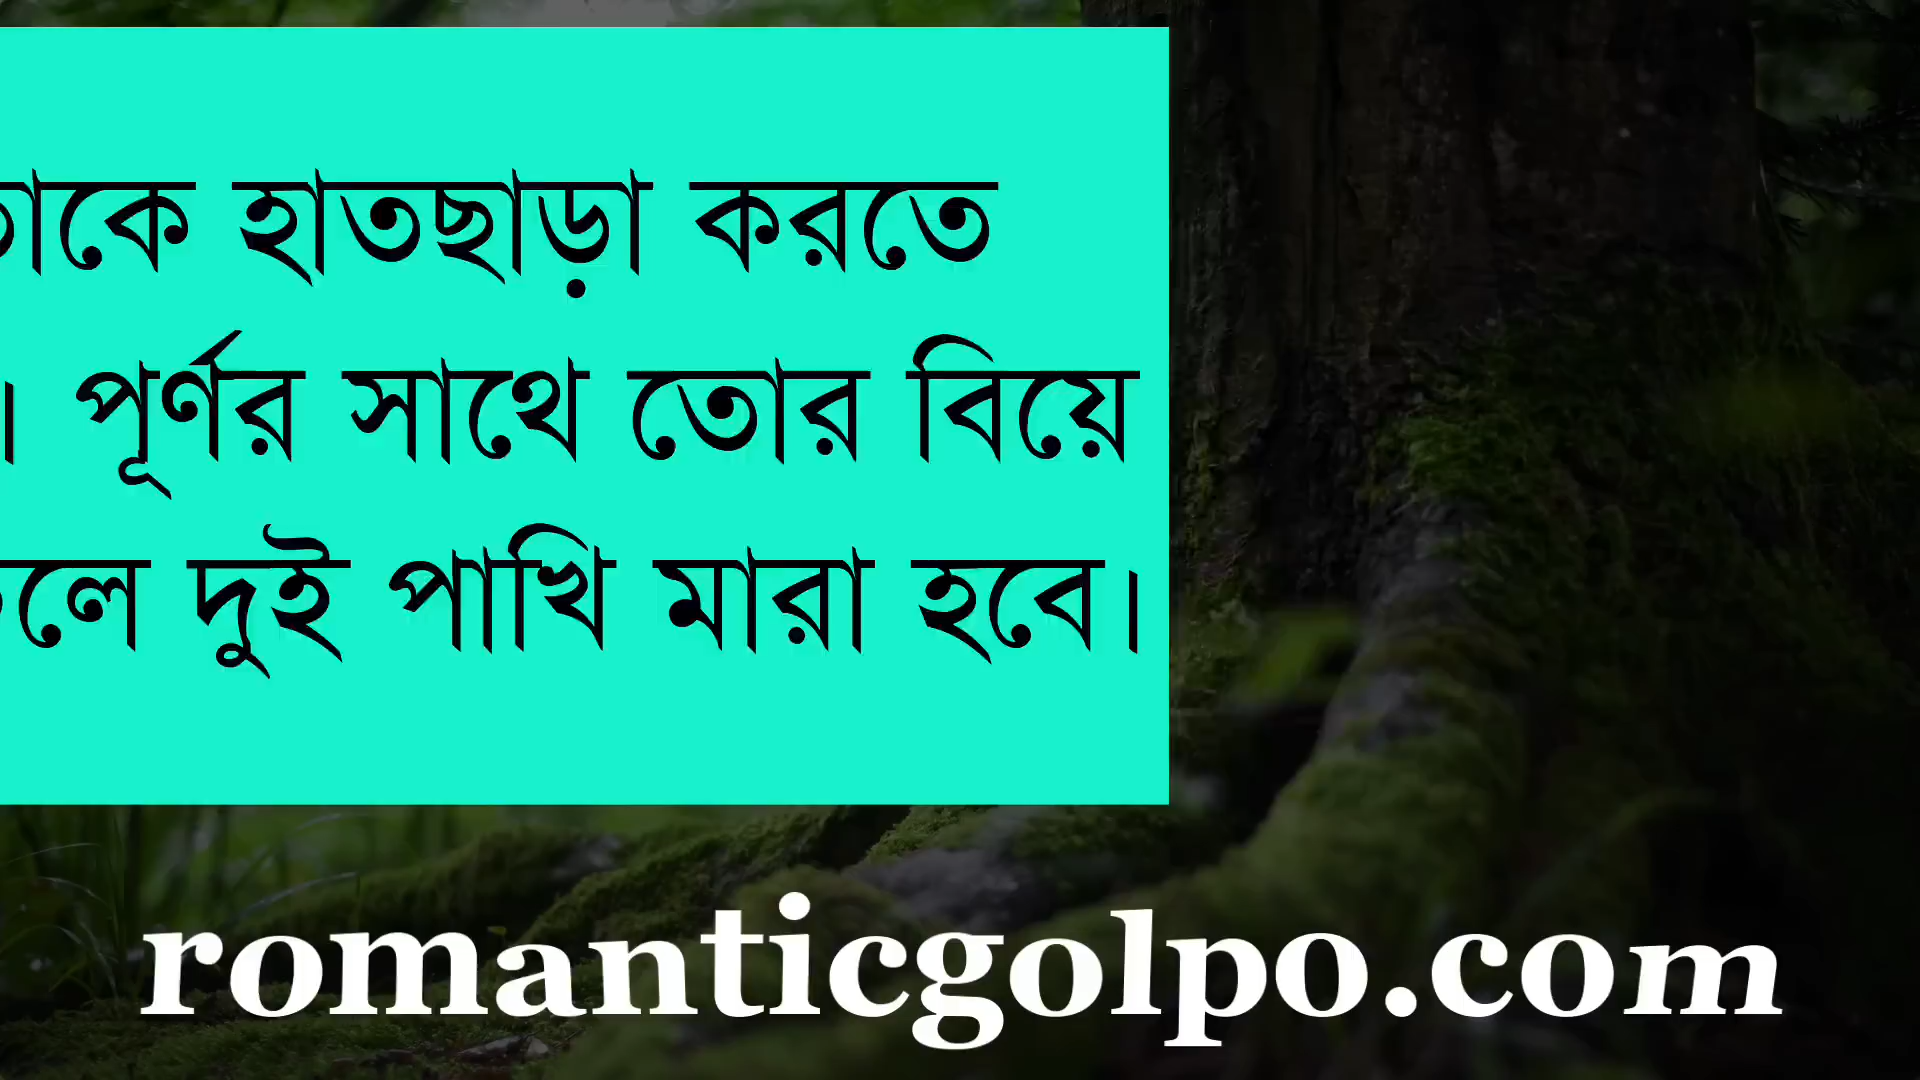 হাতছাড়া করতে
। পূর্ণর সাথে তোর বিয়ে
দুই পাখি মারা হবে।
romanticgolpo.com